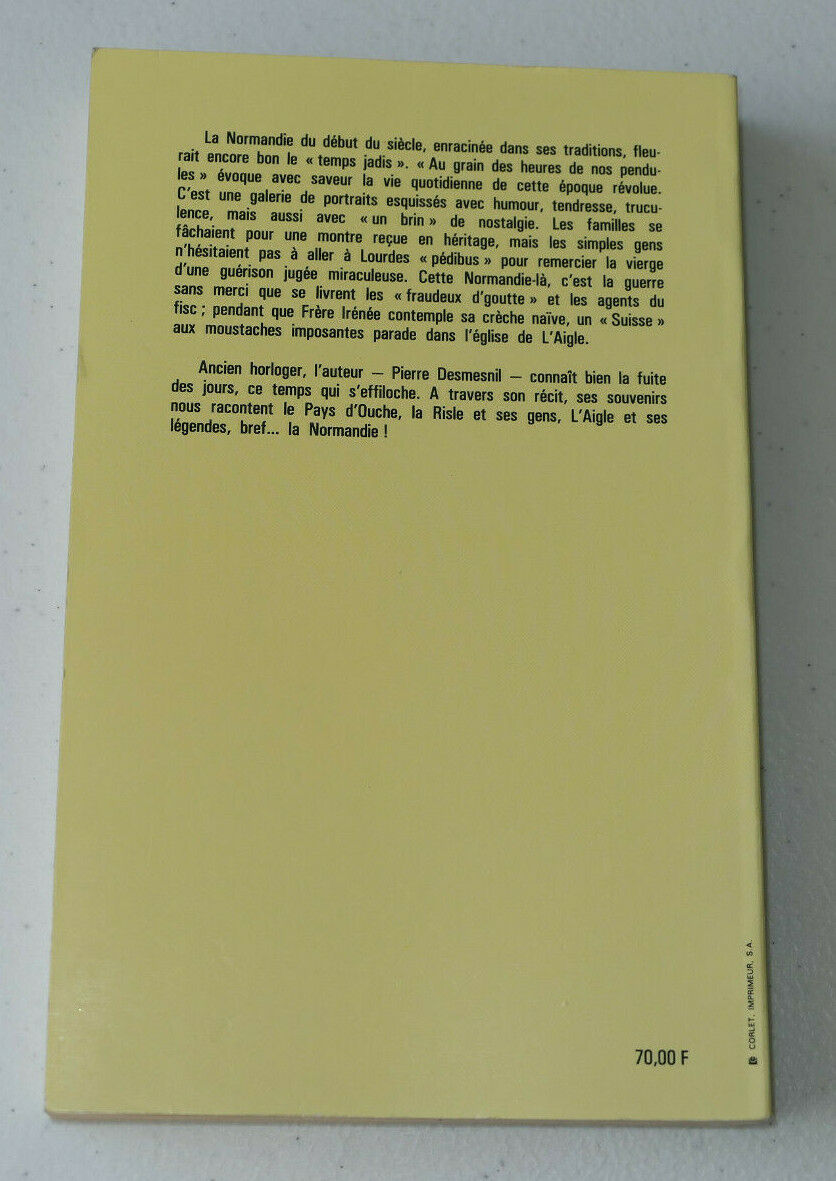 La Normandie du début du siècle, enracinée dans ses traditions, fleu-
rait encore bon le « temps jadis ». « Au grain des heures de nos pendu-
les » évoque avec saveur la vie quotidienne de cette époque révolue.
C'est une galerie de portraits esquissés avec humour, tendresse, trucu-
lence, mais aussi avec « un brin » de nostalgie. Les familles se
fâchaient pour une montre reçue en héritage, mais les simples gens
n'hésitaient pas à aller à Lourdes « pédibus » pour remercier la vierge
d'une guérison jugée miraculeuse. Cette Normandie-là, c'est la guerre
sans merci que se livrent les « fraudeux d'goutte » et les agents du
fisc ; pendant que Frère Irénée contemple sa crèche naïve, un « Suisse »
aux moustaches imposantes parade dans l'église de L'Aigle.
Ancien horloger, l'auteur — Pierre Desmesnil — connaît bien la fuite
des jours, ce temps qui s'effiloche. A travers son récit, ses souvenirs
nous racontent le Pays d'Ouche, la Risle et ses gens, L'Aigle et ses
légendes, bref... la Normandie !
70,00 F
CORLET, IMPRIMEUR, S.A.